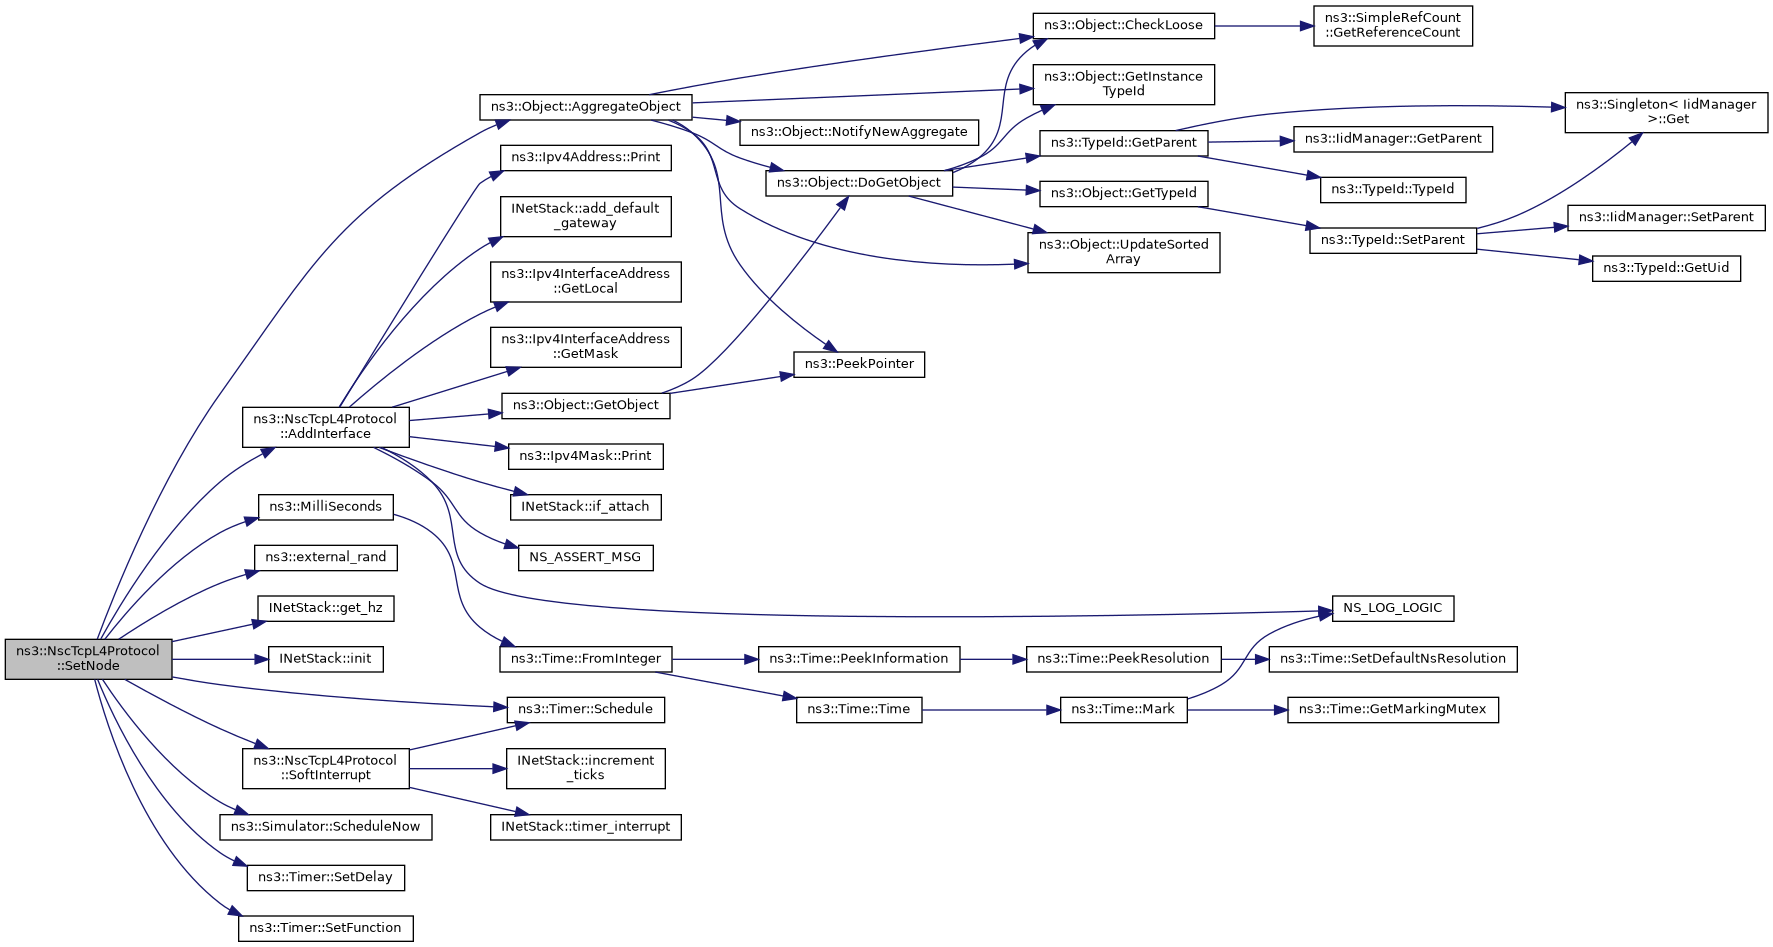 ns3::NscTcpL4Protocol
::SetNode
ns3::Object::AggregateObject
ns3::Ipv4Address::Print
INetStack::add_default
_gateway
ns3::Ipv4InterfaceAddress
::GetLocal
ns3::Ipv4InterfaceAddress
::GetMask
ns3::NscTcpL4Protocol
::AddInterface
ns3::Object::GetObject
ns3::Ipv4Mask::Print
INetStack::if_attach
NS_ASSERT_MSG
ns3::MilliSeconds
ns3::external_rand
INetStack::get_hz
INetStack::init
ns3::Time::FromInteger
ns3::Timer::Schedule
ns3::NscTcpL4Protocol
::SoftInterrupt
INetStack::increment
_ticks
INetStack::timer_interrupt
ns3::Simulator::ScheduleNow
ns3::Timer::SetDelay
ns3::Timer::SetFunction
ns3::Object::NotifyNewAggregate
ns3::Object::DoGetObject
ns3::PeekPointer
ns3::Time::PeekInformation
ns3::Time::Time
ns3::Object::CheckLoose
ns3::Object::GetInstance
TypeId
ns3::TypeId::GetParent
ns3::Object::GetTypeId
ns3::Object::UpdateSorted
Array
ns3::Time::PeekResolution
ns3::Time::Mark
ns3::SimpleRefCount
::GetReferenceCount
ns3::IidManager::GetParent
ns3::TypeId::TypeId
ns3::TypeId::SetParent
NS_LOG_LOGIC
ns3::Time::SetDefaultNsResolution
ns3::Time::GetMarkingMutex
ns3::Singleton< IidManager
>::Get
ns3::IidManager::SetParent
ns3::TypeId::GetUid